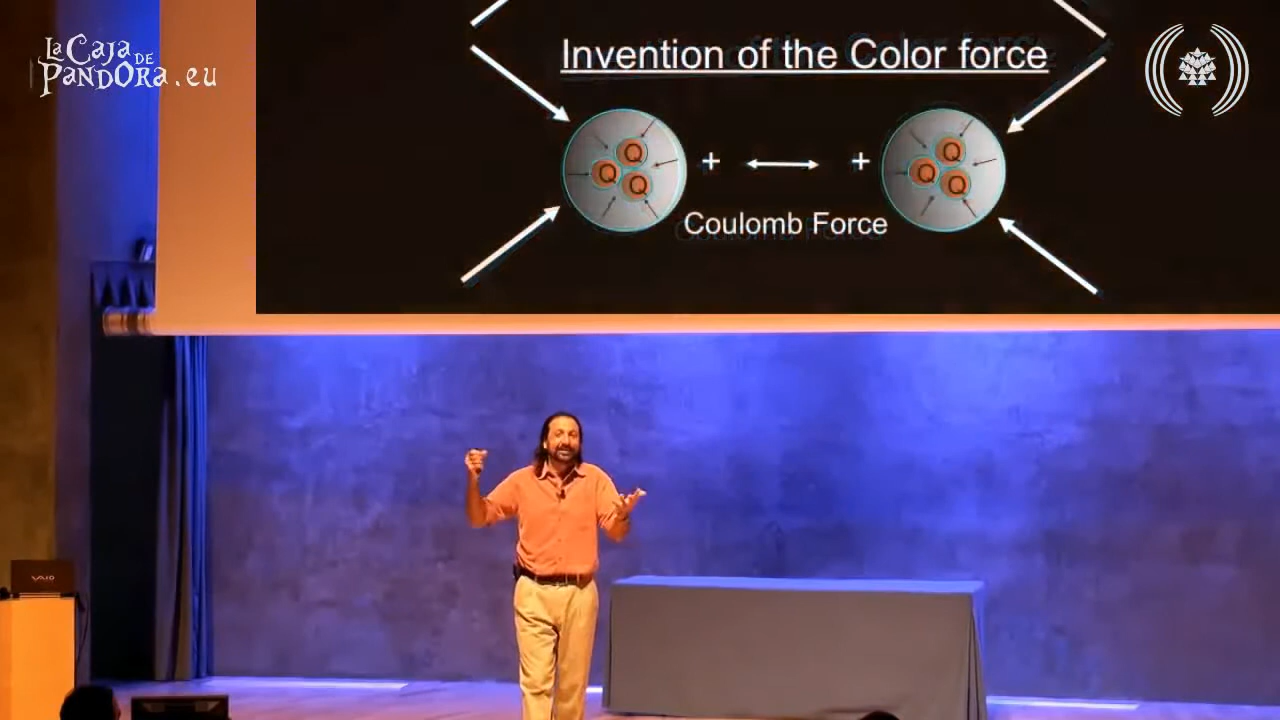 La Caja
DE
PandOra.eu
Invention of the Color force
Q Q Q + + Q Q Q
Coulomb Force
VAIO